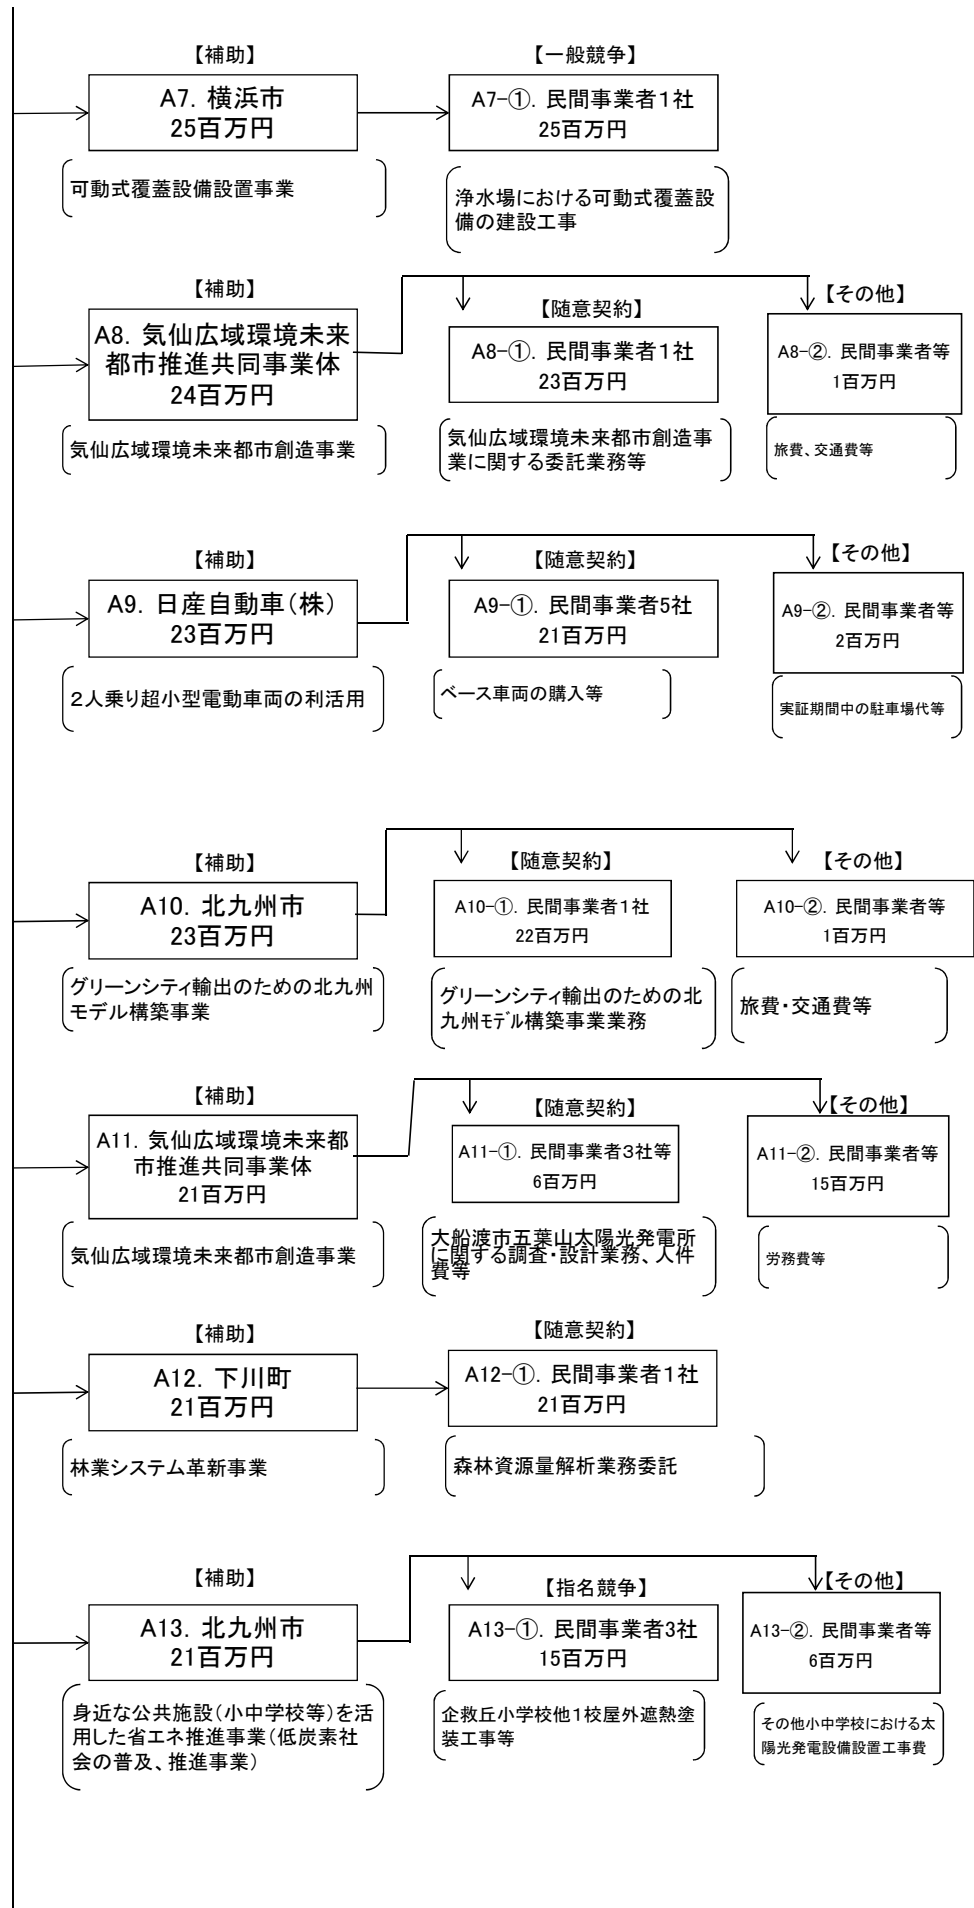 【補助】
【一般競争】
A7. 横浜市
25百万円
A7-①. 民間事業者1社
25百万円
可動式覆蓋設備設置事業
浄水場における可動式覆蓋設
備の建設工事
【補助】
【随意契約】
【その他】
A8. 気仙広域環境未来
都市推進共同事業体
24百万円
A8-①. 民間事業者1社
23百万円
A8-②. 民間事業者等
1百万円
気仙広域環境未来都市創造事業
気仙広域環境未来都市創造事
業に関する委託業務等
旅費、交通費等
【補助】
【随意契約】
【その他】
A9. 日産自動車(株)
23百万円
A9-①. 民間事業者5社
21百万円
A9-②. 民間事業者等
2百万円
2人乗り超小型電動車両の利活用
ベース車両の購入等
実証期間中の駐車場代等
【補助】
【随意契約】
【その他】
A10. 北九州市
23百万円
A10-①. 民間事業者1社
22百万円
A10-②. 民間事業者等
1百万円
グリーンシティ輸出のための北九州
モデル構築事業
グリーンシティ輸出のための北
九州ﾓﾃﾞﾙ構築事業業務
旅費・交通費等
【補助】
【随意契約】
【その他】
A11. 気仙広域環境未来都
市推進共同事業体
21百万円
A11-①. 民間事業者3社等
6百万円
A11-②. 民間事業者等
15百万円
気仙広域環境未来都市創造事業
大船渡市五葉山太陽光発電所
に関する調査・設計業務、人件
費等
労務費等
【補助】
【随意契約】
A12. 下川町
21百万円
A12-①. 民間事業者1社
21百万円
林業システム革新事業
森林資源量解析業務委託
【補助】
【指名競争】
【その他】
A13. 北九州市
21百万円
A13-①. 民間事業者3社
15百万円
A13-②. 民間事業者等
6百万円
身近な公共施設(小中学校等)を活
用した省エネ推進事業(低炭素社
会の普及、推進事業)
企救丘小学校他1校屋外遮熱塗
装工事等
その他小中学校における太
陽光発電設備設置工事費